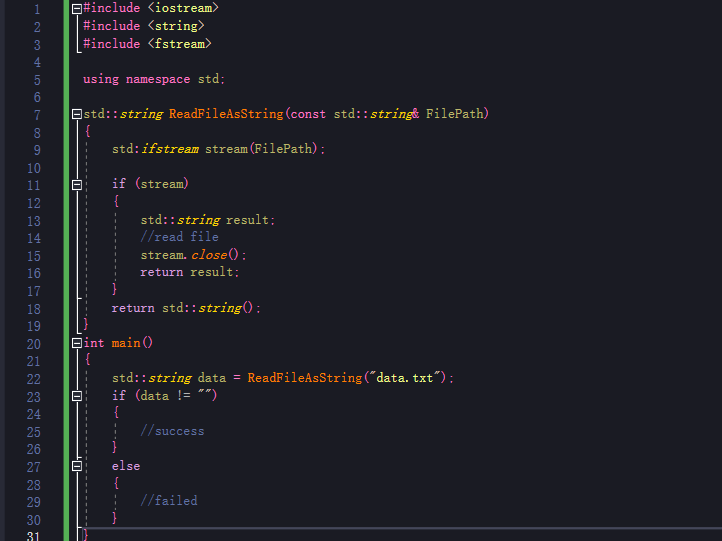 1 #include <iostream>
2 #include <string>
3 #include <fstream>
4
5 using namespace std;
6
7 std::string ReadFileAsString(const std::string& FilePath)
8 {
9 std:ifstream stream(FilePath);
10
11 if (stream)
12 {
13 std::string result;
14 //read file
15 stream.close();
16 return result;
17 }
18 return std::string();
19 }
20 int main()
21 {
22 std::string data = ReadFileAsString("data.txt");
23 if (data != "")
24 {
25 //success
26 }
27 else
28 {
29 //failed
30 }
31 }